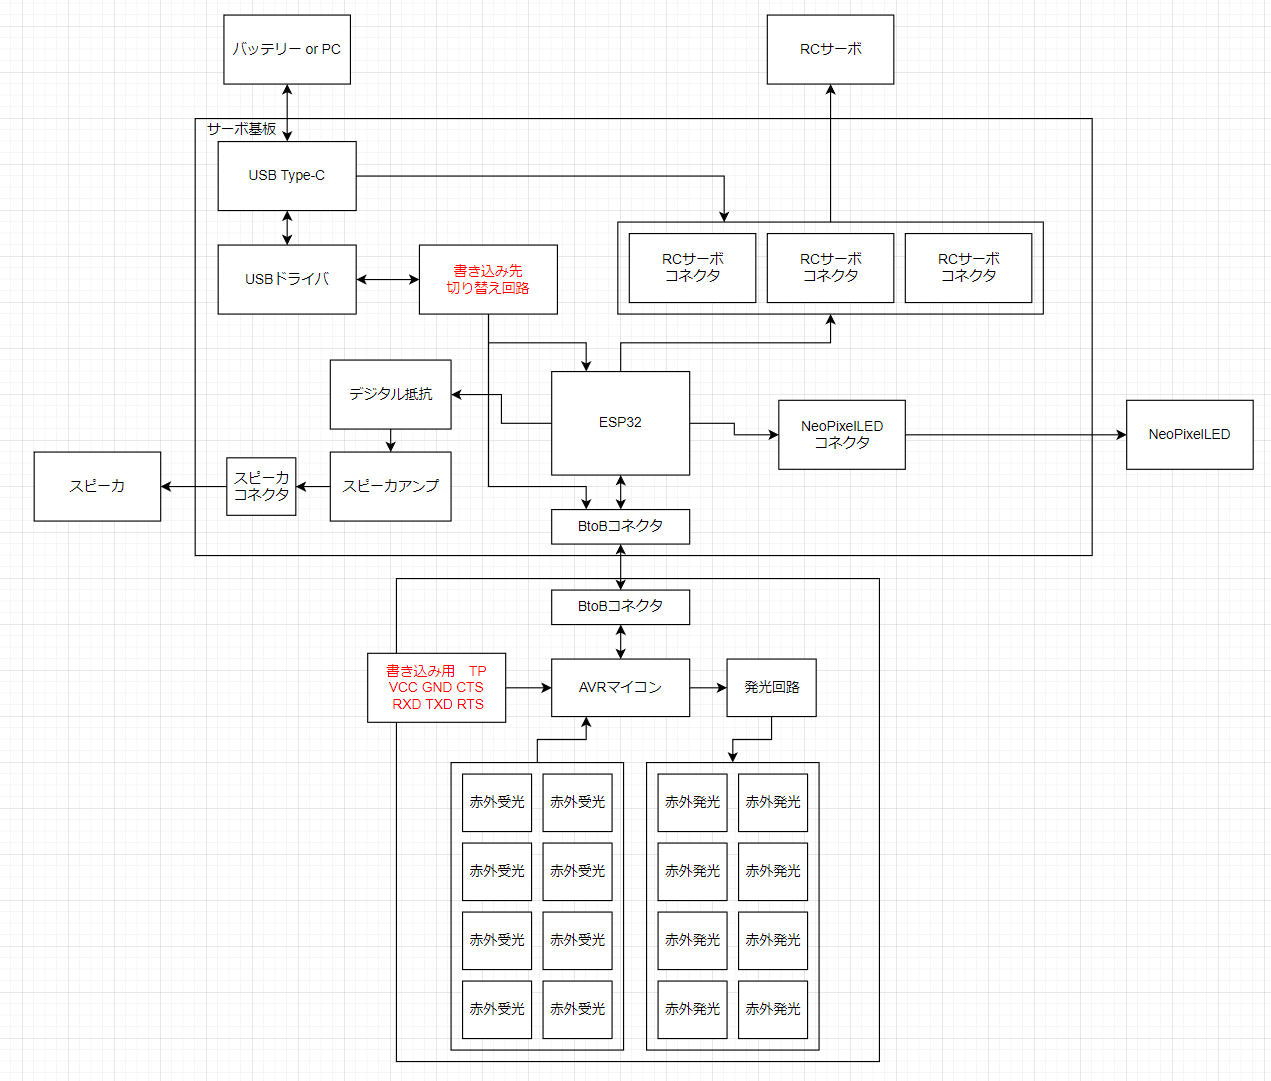 バッテリー or PC
RCサーボ
サーボ基板
USB Type-C
RCサーボ
コネクタ
RCサーボ
コネクタ
RCサーボ
コネクタ
USBドライバ
書き込み先
切り替え回路
デジタル抵抗
ESP32
NeoPixelLED
コネクタ
NeoPixelLED
スピーカ
スピーカ
コネクタ
スピーカアンプ
BtoBコネクタ
BtoBコネクタ
書き込み用　TP
VCC GND CTS
RXD TXD RTS
AVRマイコン
発光回路
赤外受光
赤外受光
赤外発光
赤外発光
赤外受光
赤外受光
赤外発光
赤外発光
赤外受光
赤外受光
赤外発光
赤外発光
赤外受光
赤外受光
赤外発光
赤外発光